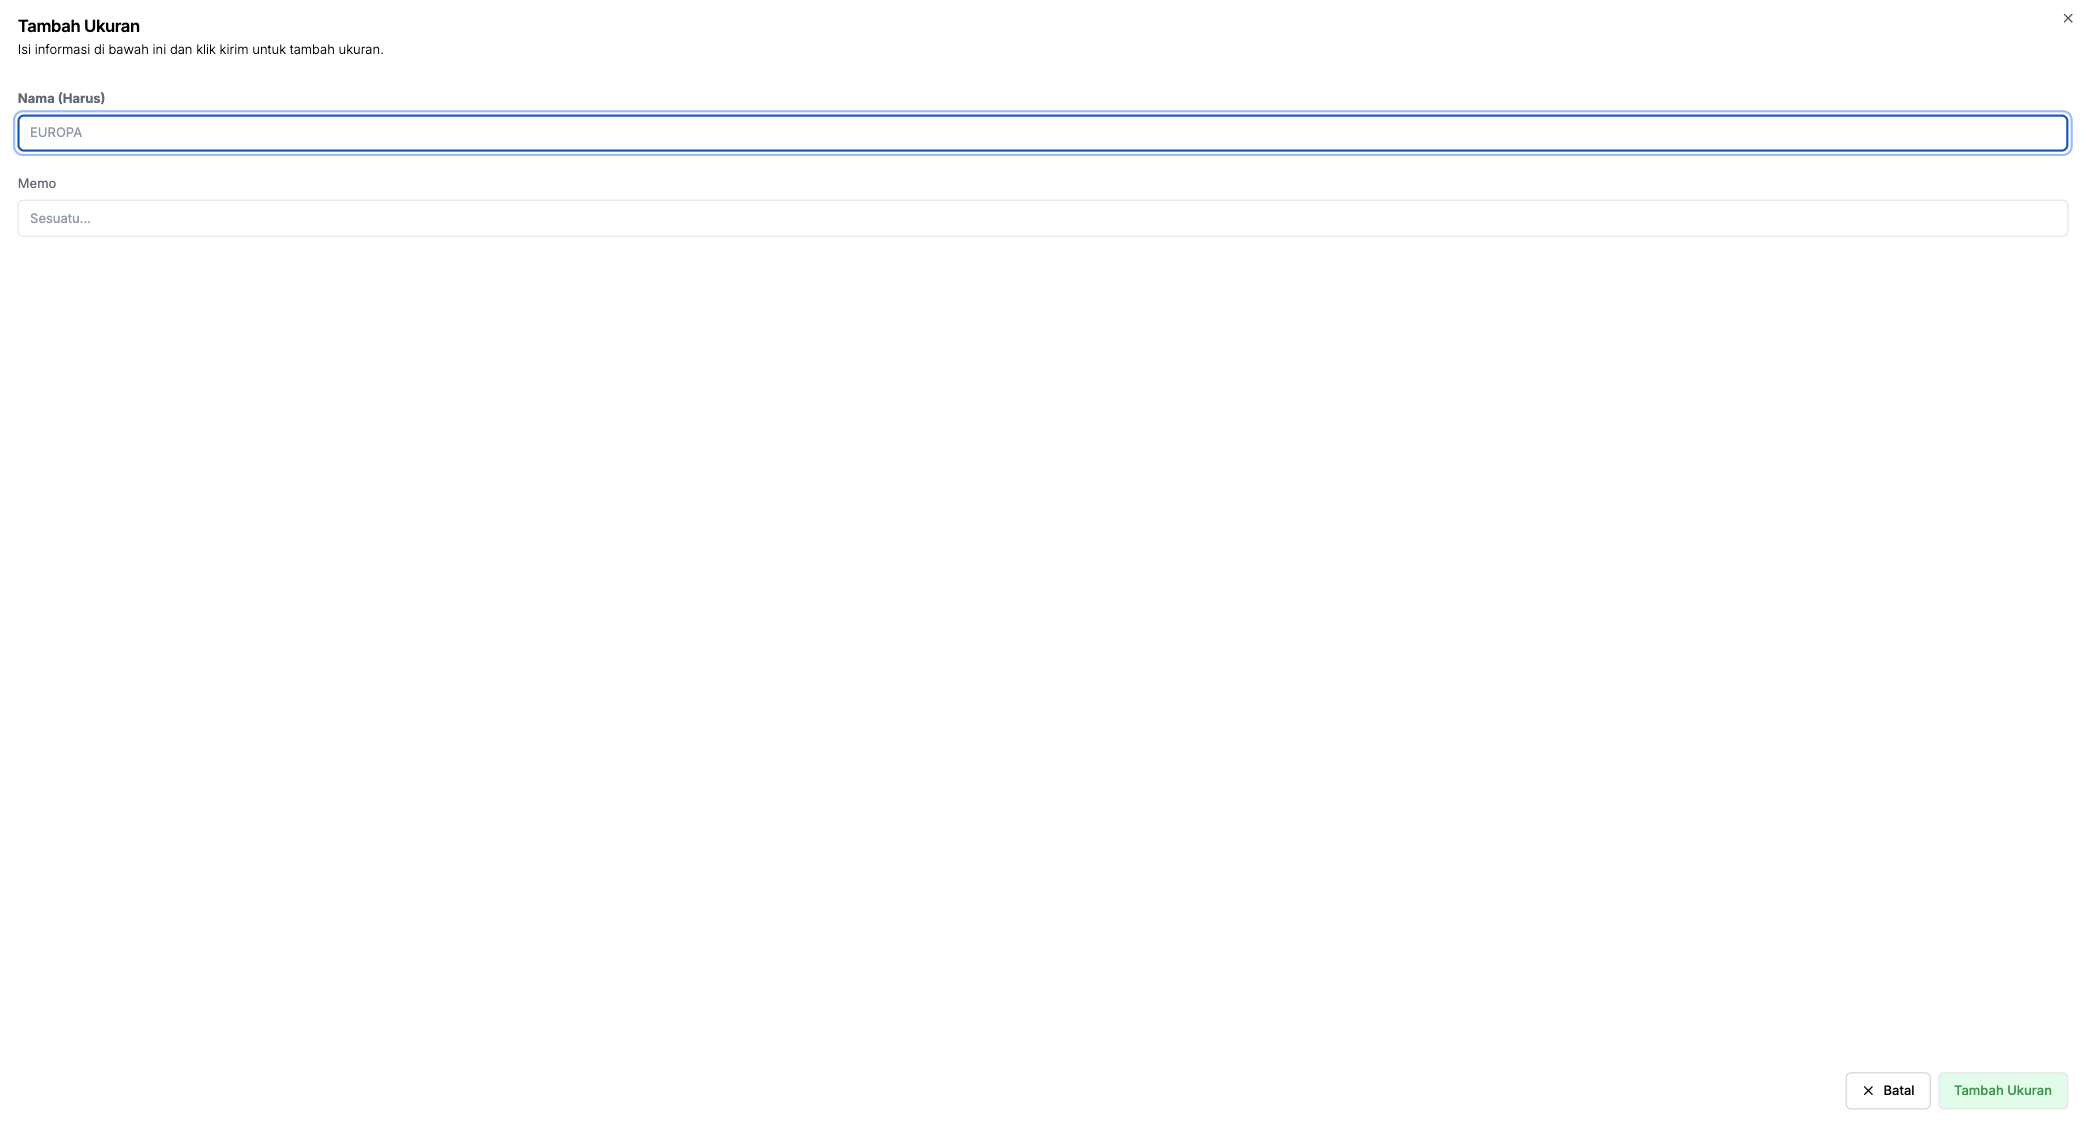 Tambah Ukuran
Isi informasi di bawah ini dan klik kirim untuk tambah ukuran.
Nama (Harus)
EUROPA
Memo
Sesuatu...
Batal
Tambah Ukuran